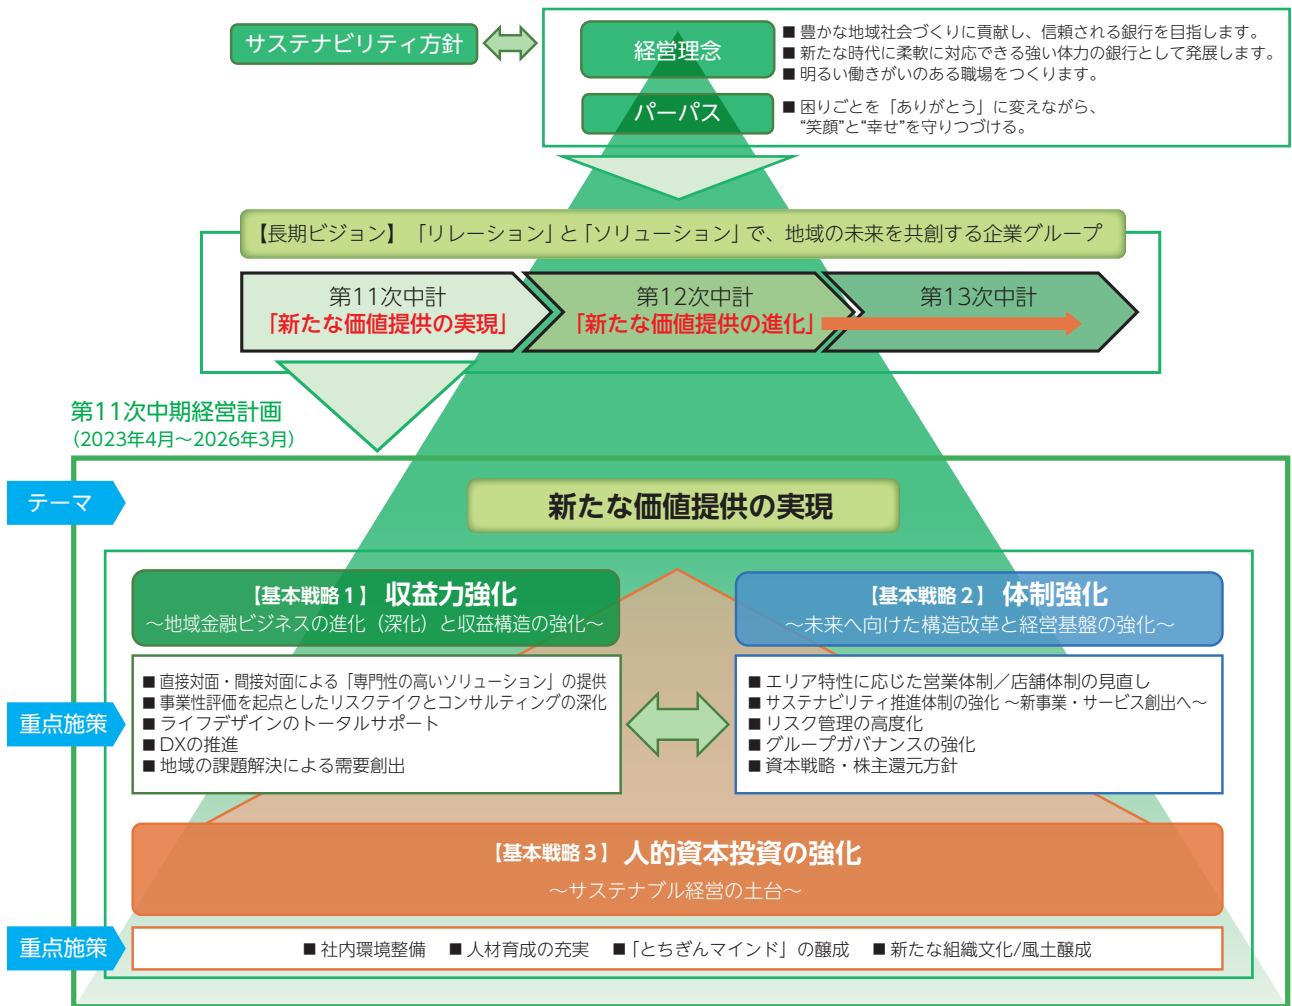 サステナビリティ方針
経営理念
■ 豊かな地域社会づくりに貢献し、信頼される銀行を目指します。
■ 新たな時代に柔軟に対応できる強い体力の銀行として発展します。
■ 明るい働きがいのある職場をつくります。
パーパス
■ 困りごとを「ありがとう」に変えながら、
“笑顔”と“幸せ”を守りつづける。
【長期ビジョン】「リレーション」と「ソリューション」で、地域の未来を共創する企業グループ
第11次中計
「新たな価値提供の実現」
第12次中計
「新たな価値提供の進化」
第13次中計
第11次中期経営計画
（2023年4月〜2026年3月）
テーマ
新たな価値提供の実現
【基本戦略1】収益力強化
〜地域金融ビジネスの進化（深化）と収益構造の強化〜
【基本戦略2】体制強化
〜未来へ向けた構造改革と経営基盤の強化〜
重点施策
■ 直接対面・間接対面による「専門性の高いソリューション」の提供
■ 事業性評価を起点としたリスクテイクとコンサルティングの深化
■ ライフデザインのトータルサポート
■ DXの推進
■ 地域の課題解決による需要創出
■ エリア特性に応じた営業体制／店舗体制の見直し
■ サステナビリティ推進体制の強化 〜新事業・サービス創出へ〜
■ リスク管理の高度化
■ グループガバナンスの強化
■ 資本戦略・株主還元方針
【基本戦略3】人的資本投資の強化
〜サステナブル経営の土台〜
重点施策
■ 社内環境整備 ■ 人材育成の充実 ■「とちぎんマインド」の醸成 ■ 新たな組織文化/風土醸成